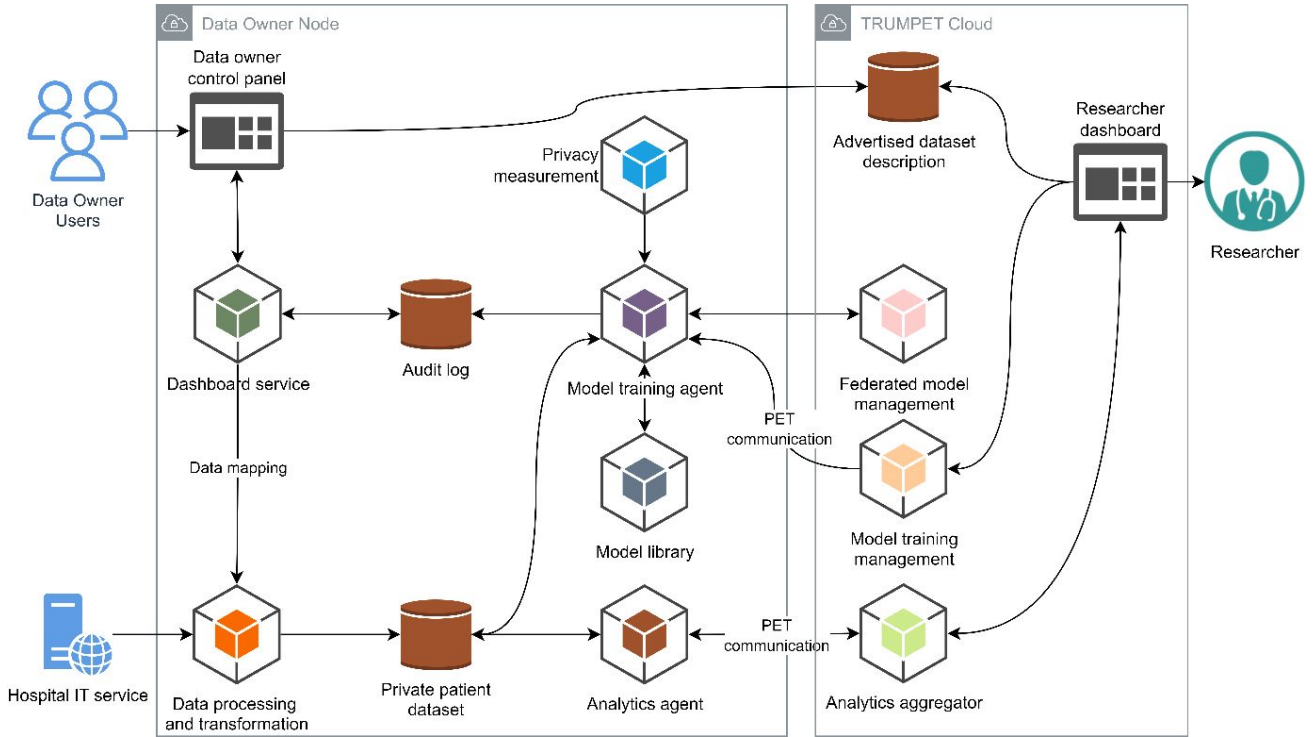 Data Owner Node
TRUMPET Cloud
Data owner
control panel
Researcher
dashboard
Privacy
measurement
Advertised dataset
description
Data Owner
Users
Researcher
Dashboard service
Audit log
Model training agent
Federated model
management
PET
communication
Data mapping
Model library
Model training
management
PET
communication
Hospital IT service
Data processing
and transformation
Private patient
dataset
Analytics agent
Analytics aggregator